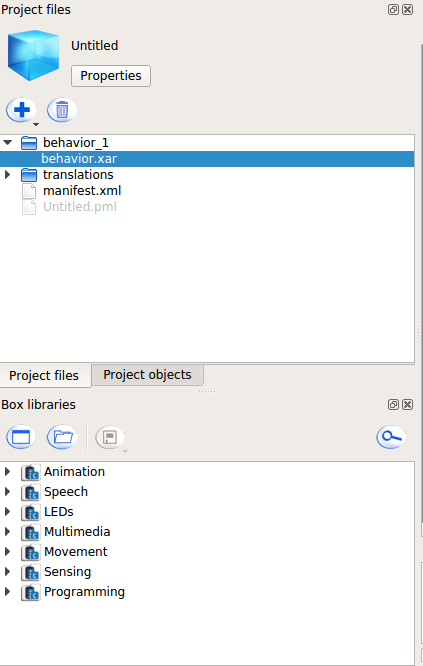 Project files
Untitled
Properties
behavior_1
behavior.xar
translations
manifest.xml
Untitled.pml
Project files
Project objects
Box libraries
Animation
Speech
LEDs
Multimedia
Movement
Sensing
Programming